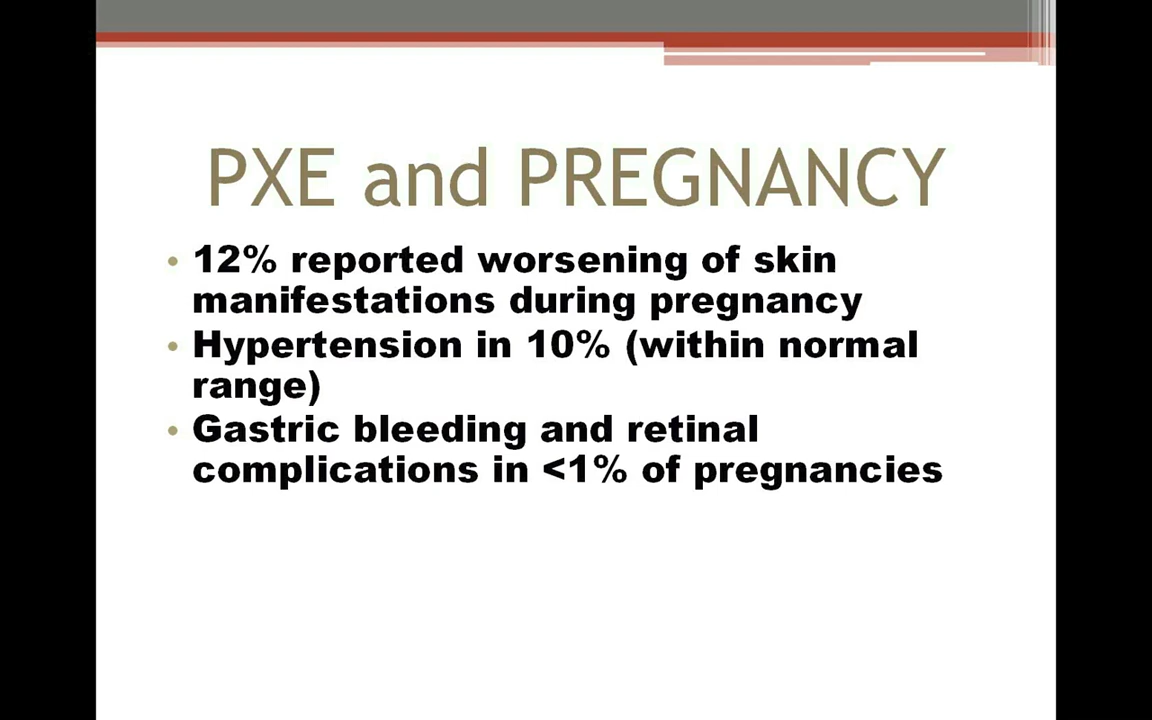 PXE and PREGNANCY
• 12% reported worsening of skin
manifestations during pregnancy
• Hypertension in 10% (within normal
range)
• Gastric bleeding and retinal
complications in <1% of pregnancies